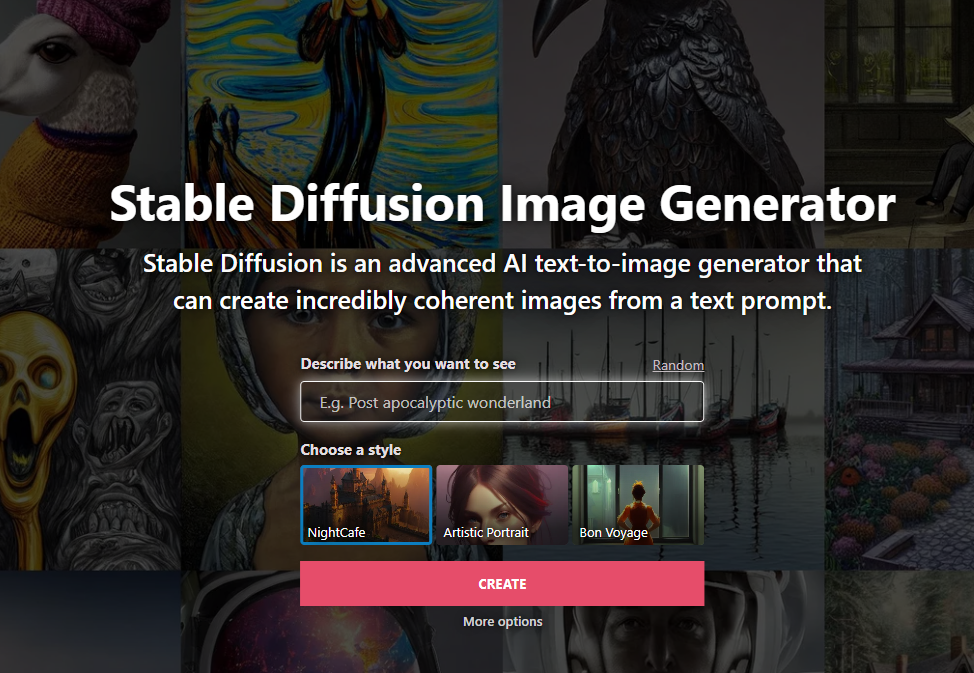 Stable Diffusion Image Generator
Stable Diffusion is an advanced AI text-to-image generator that
can create incredibly coherent images from a text prompt.
Describe what you want to see
Random
E.g. Post apocalyptic wonderland
Choose a style
NightCafe
Artistic Portrait
Bon Voyage
CREATE
More options